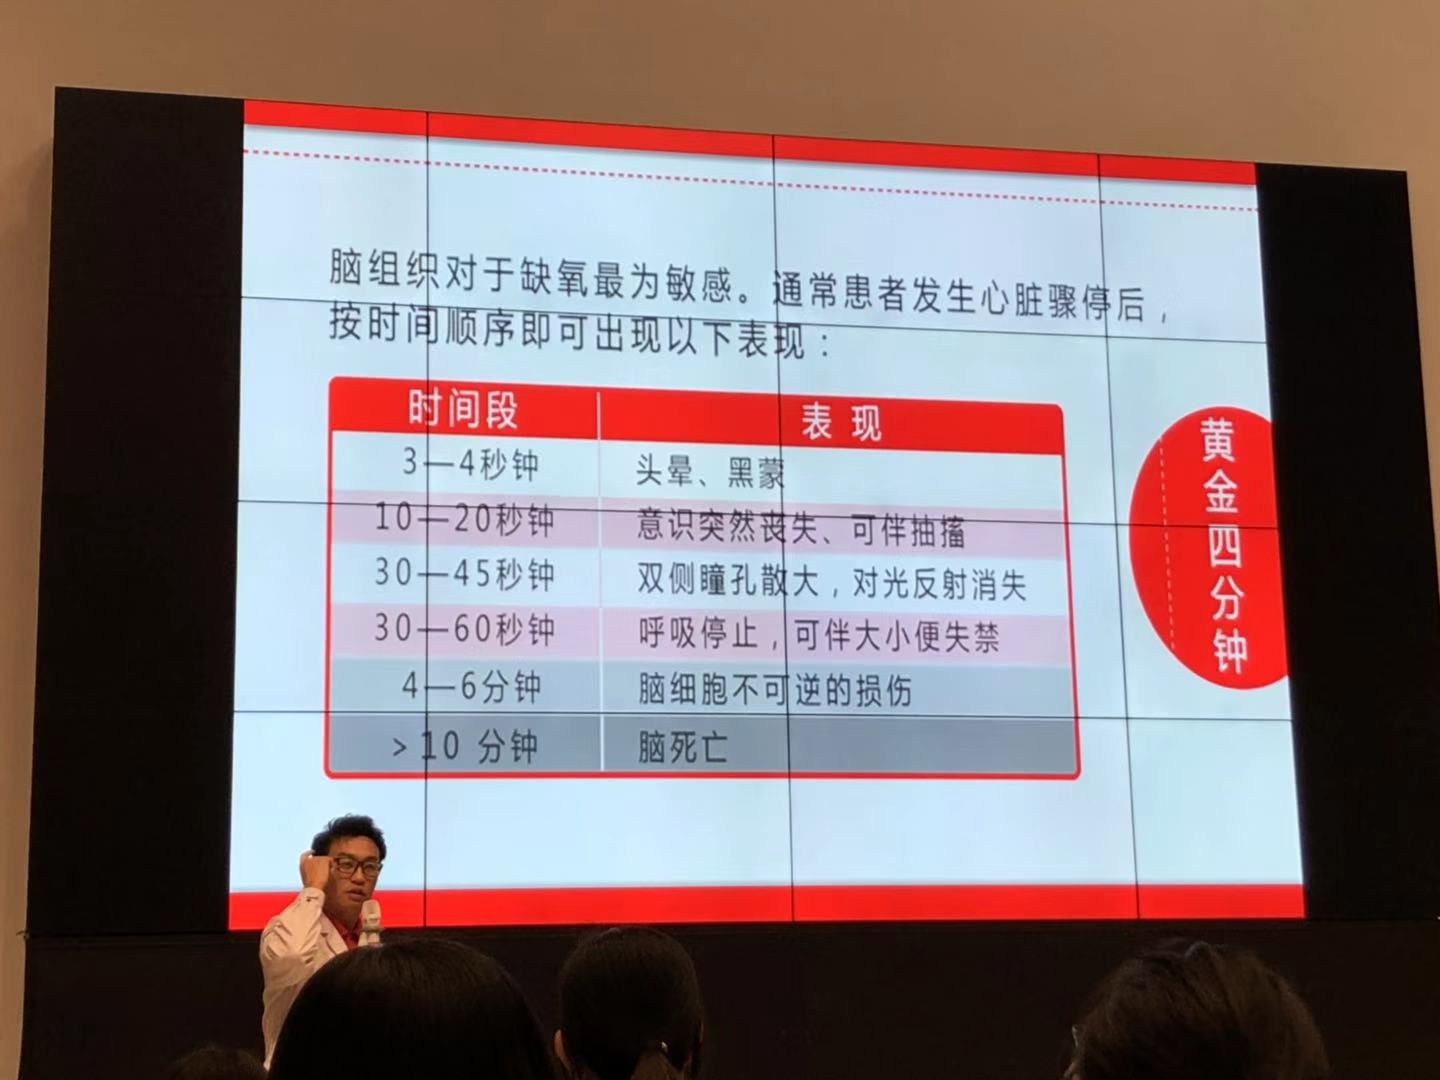 脑组织对于缺氧最为敏感。通常患者发生心脏骤停后，
按时间顺序即可出现以下表现：
时间段 表 现
3—4秒钟 头晕、黑蒙
10—20秒钟 意识突然丧失、可伴抽搐
30—45秒钟 双侧瞳孔散大，对光反射消失
30—60秒钟 呼吸停止，可伴大小便失禁
4—6分钟 脑细胞不可逆的损伤
>10 分钟 脑死亡
黄金四分钟